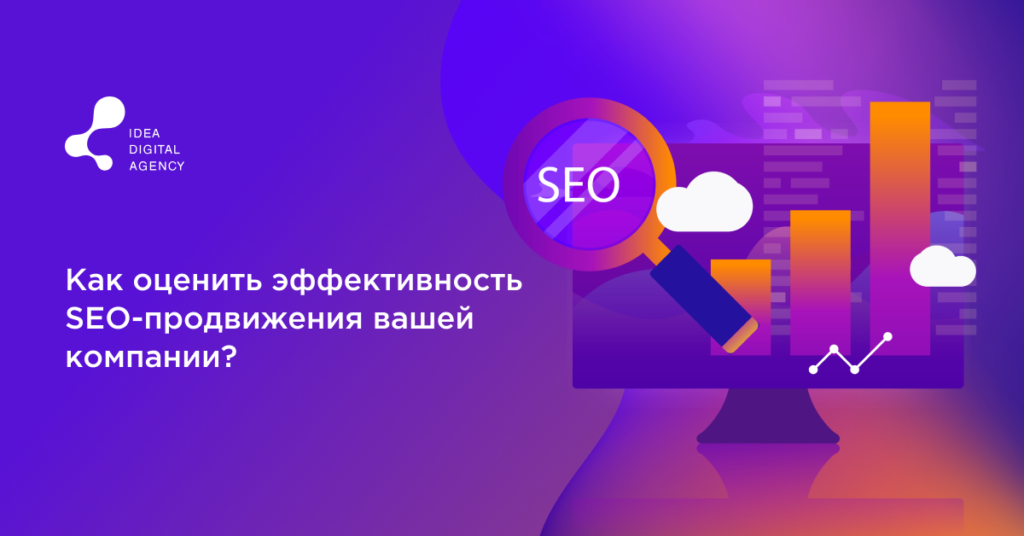 IDEA
DIGITAL
AGENCY
SEO
Как оценить эффективность
SEO-продвижения вашей
компании?